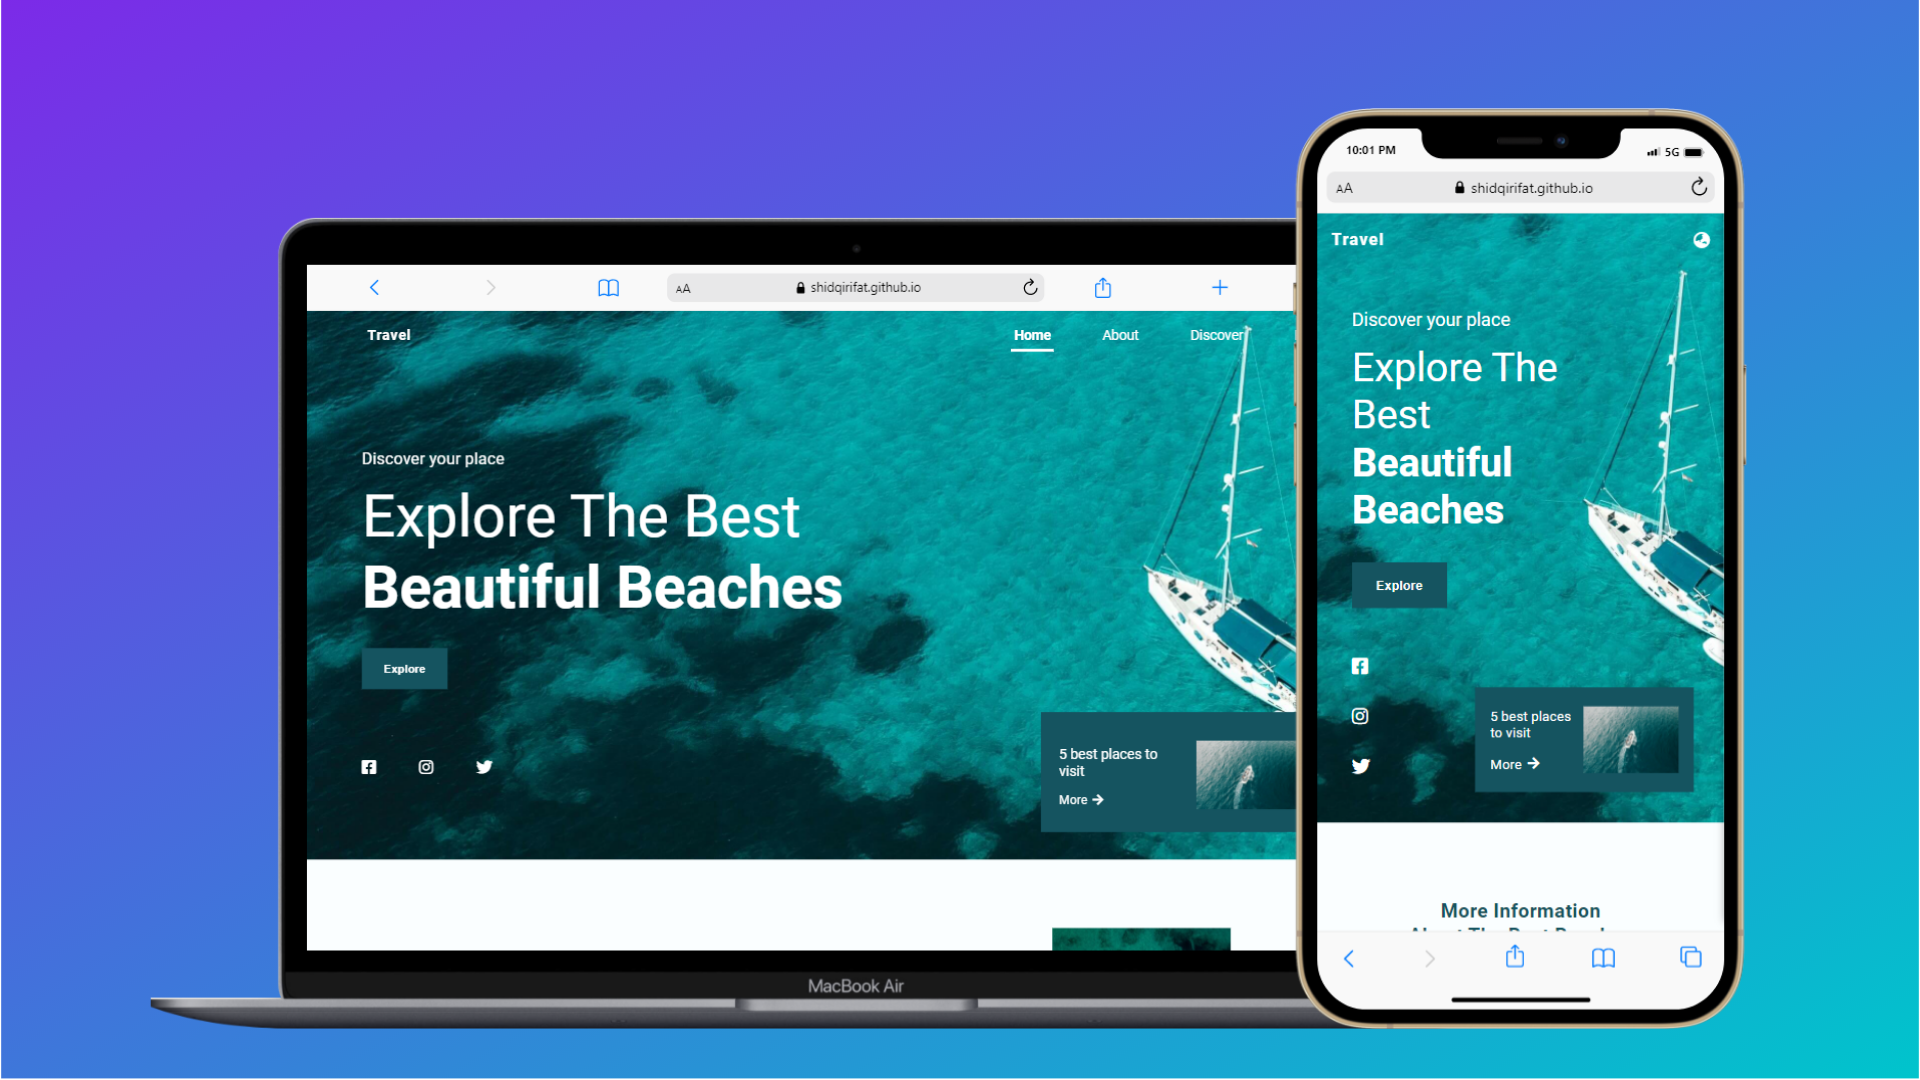 AA shidqirifat.github.io
Travel Home About Discover
Discover your place
Explore The Best
Beautiful Beaches
Explore
5 best places to
visit
More
MacBook Air
10:01 PM 5G
AA shidqirifat.github.io
Travel
Discover your place
Explore The
Best
Beautiful
Beaches
Explore
5 best places
to visit
More
More Information